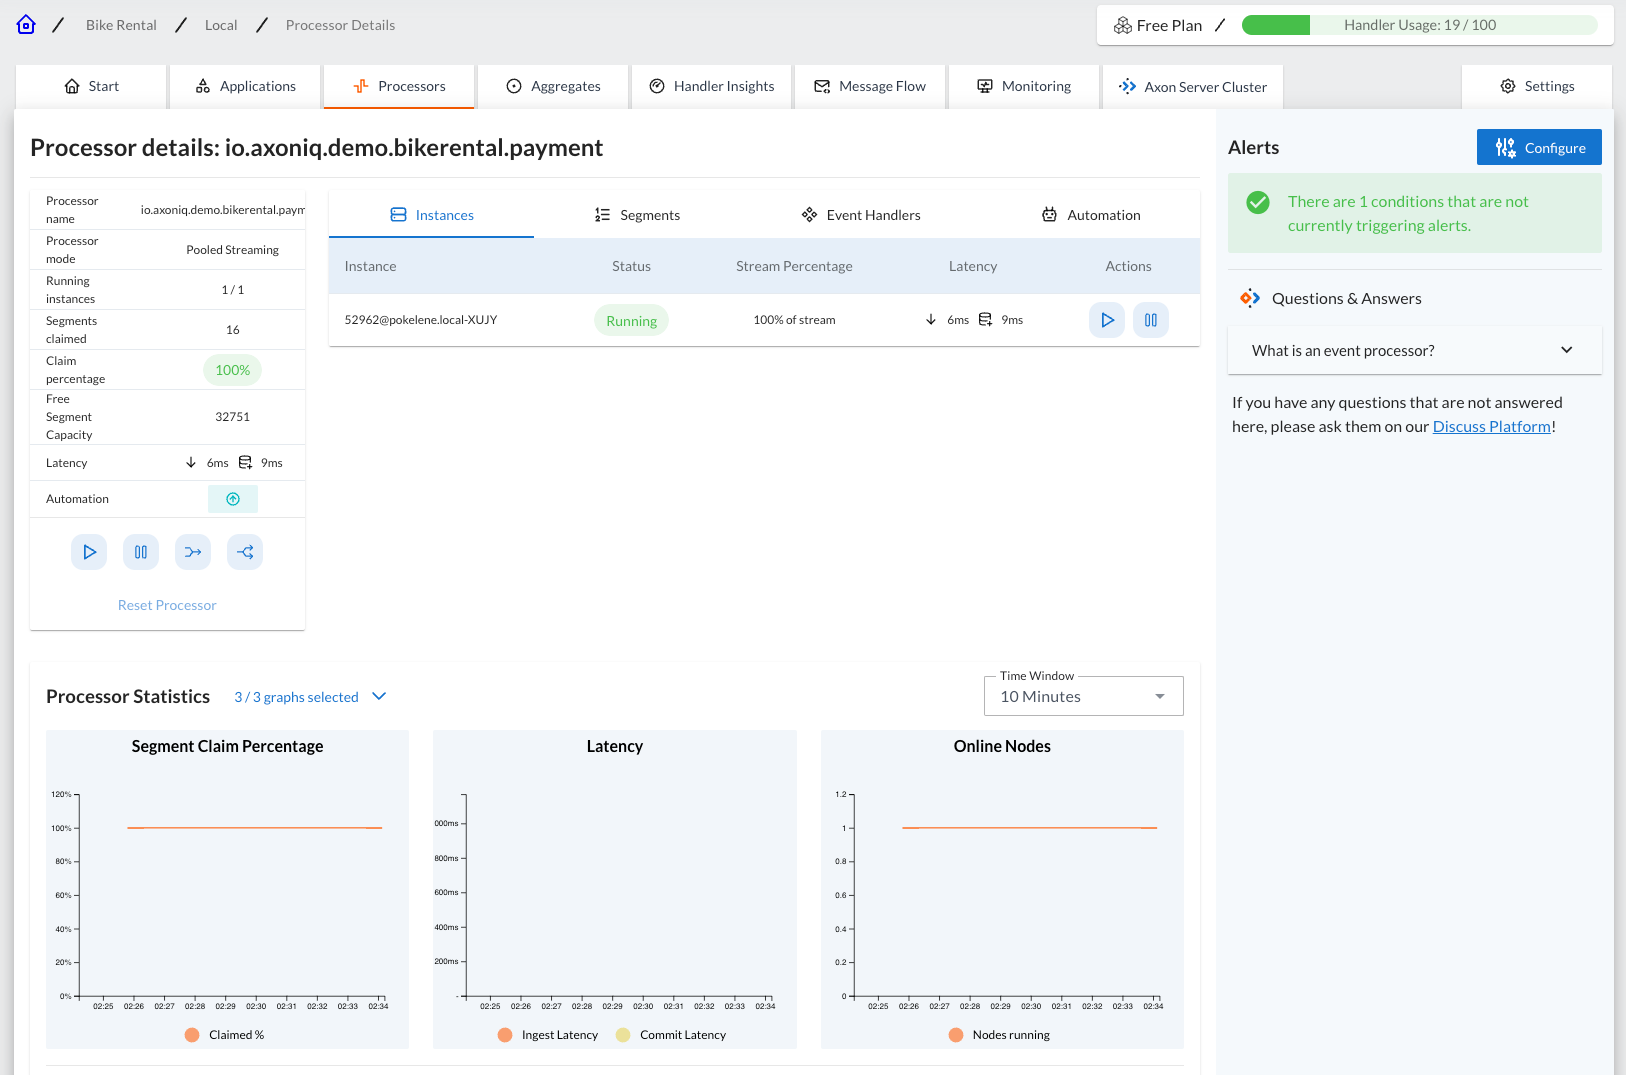 Bike Rental / Local / Processor Details
Free Plan / Handler Usage: 19 / 100
Start
Applications
Processors
Aggregates
Handler Insights
Message Flow
Monitoring
Axon Server Cluster
Settings
Processor details: io.axoniq.demo.bikerental.payment
Processor name
io.axoniq.demo.bikerental.paym
Processor mode
Pooled Streaming
Running instances
1 / 1
Segments claimed
16
Claim percentage
100%
Free Segment Capacity
32751
Latency
6ms 9ms
Automation
Reset Processor
Instances
Segments
Event Handlers
Automation
Instance Status Stream Percentage Latency Actions
52962@pokelene.local-XUJY Running 100% of stream 6ms 9ms
Alerts
Configure
There are 1 conditions that are not
currently triggering alerts.
Questions & Answers
What is an event processor?
If you have any questions that are not answered
here, please ask them on our Discuss Platform!
Processor Statistics
3 / 3 graphs selected
Time Window
10 Minutes
Segment Claim Percentage
120%
100%
80%
60%
40%
20%
0%
02:25 02:26 02:27 02:28 02:29 02:30 02:31 02:32 02:33 02:34
Claimed %
Latency
000ms
800ms
600ms
400ms
200ms
-
02:25 02:26 02:27 02:28 02:29 02:30 02:31 02:32 02:33 02:34
Ingest Latency Commit Latency
Online Nodes
1.2
1
0.8
0.6
0.4
0.2
0
02:25 02:26 02:27 02:28 02:29 02:30 02:31 02:32 02:33 02:34
Nodes running